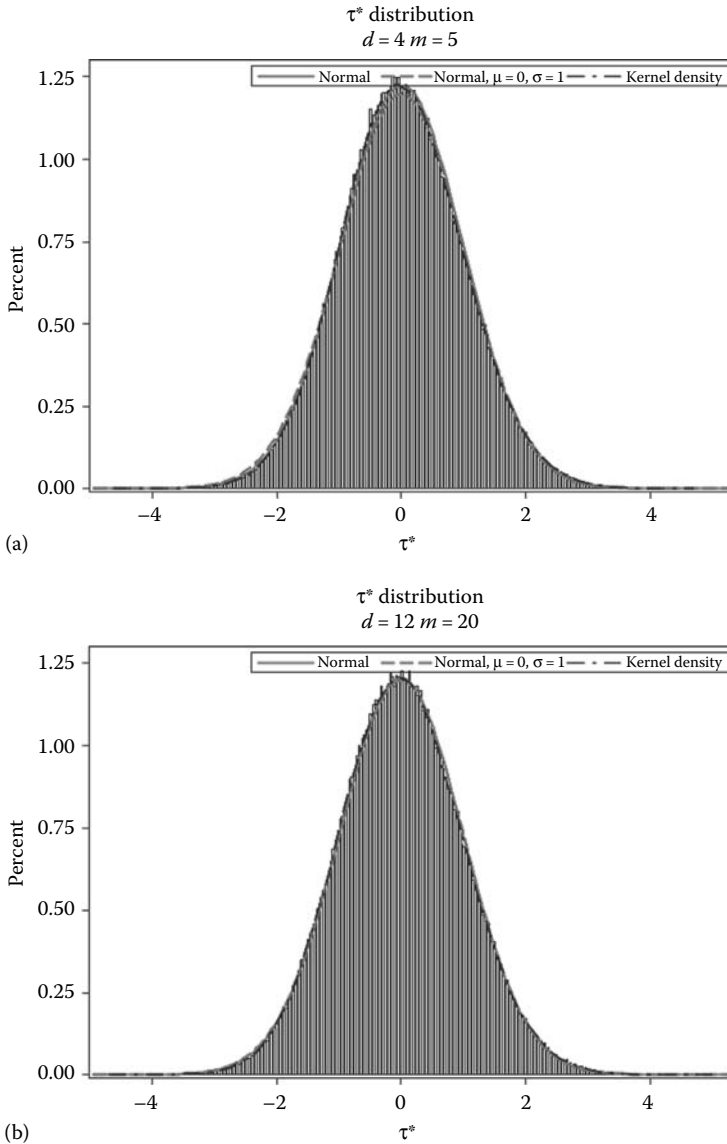 τ* distribution
d = 4 m = 5
Normal Normal, μ = 0, σ = 1 Kernel density
1.25
1.00
0.75
0.50
0.25
0.00
Percent
−4 −2 0 2 4
τ*
(a)
τ* distribution
d = 12 m = 20
Normal Normal, μ = 0, σ = 1 Kernel density
1.25
1.00
0.75
0.50
0.25
0.00
Percent
−4 −2 0 2 4
τ*
(b)